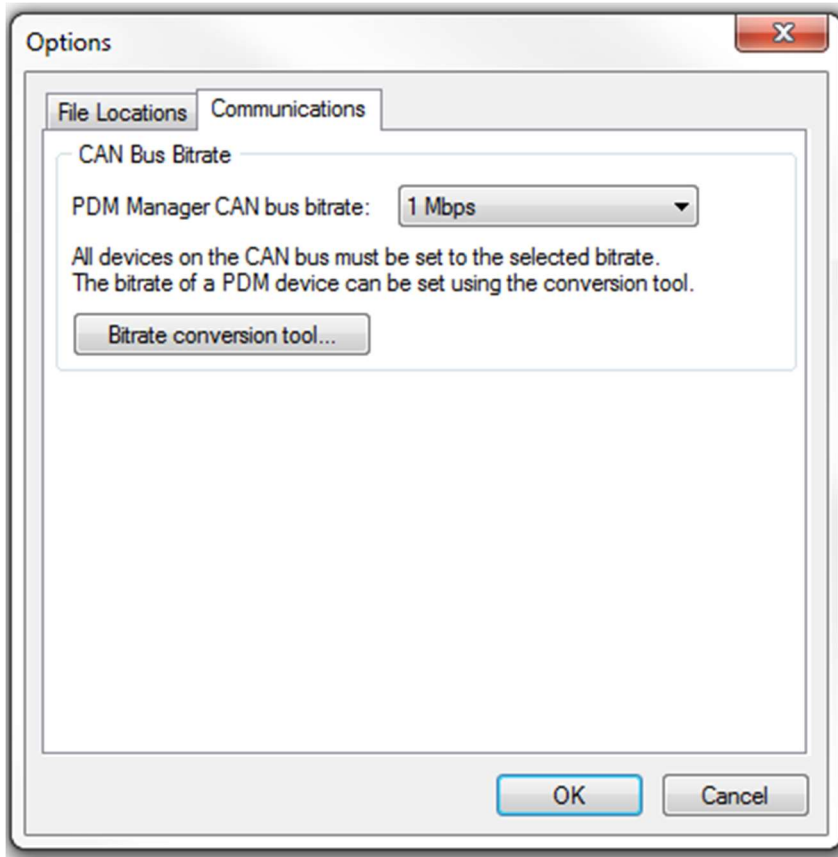 Options
File Locations
Communications
CAN Bus Bitrate
PDM Manager CAN bus bitrate: 1 Mbps
All devices on the CAN bus must be set to the selected bitrate.
The bitrate of a PDM device can be set using the conversion tool.
Bitrate conversion tool...
OK
Cancel